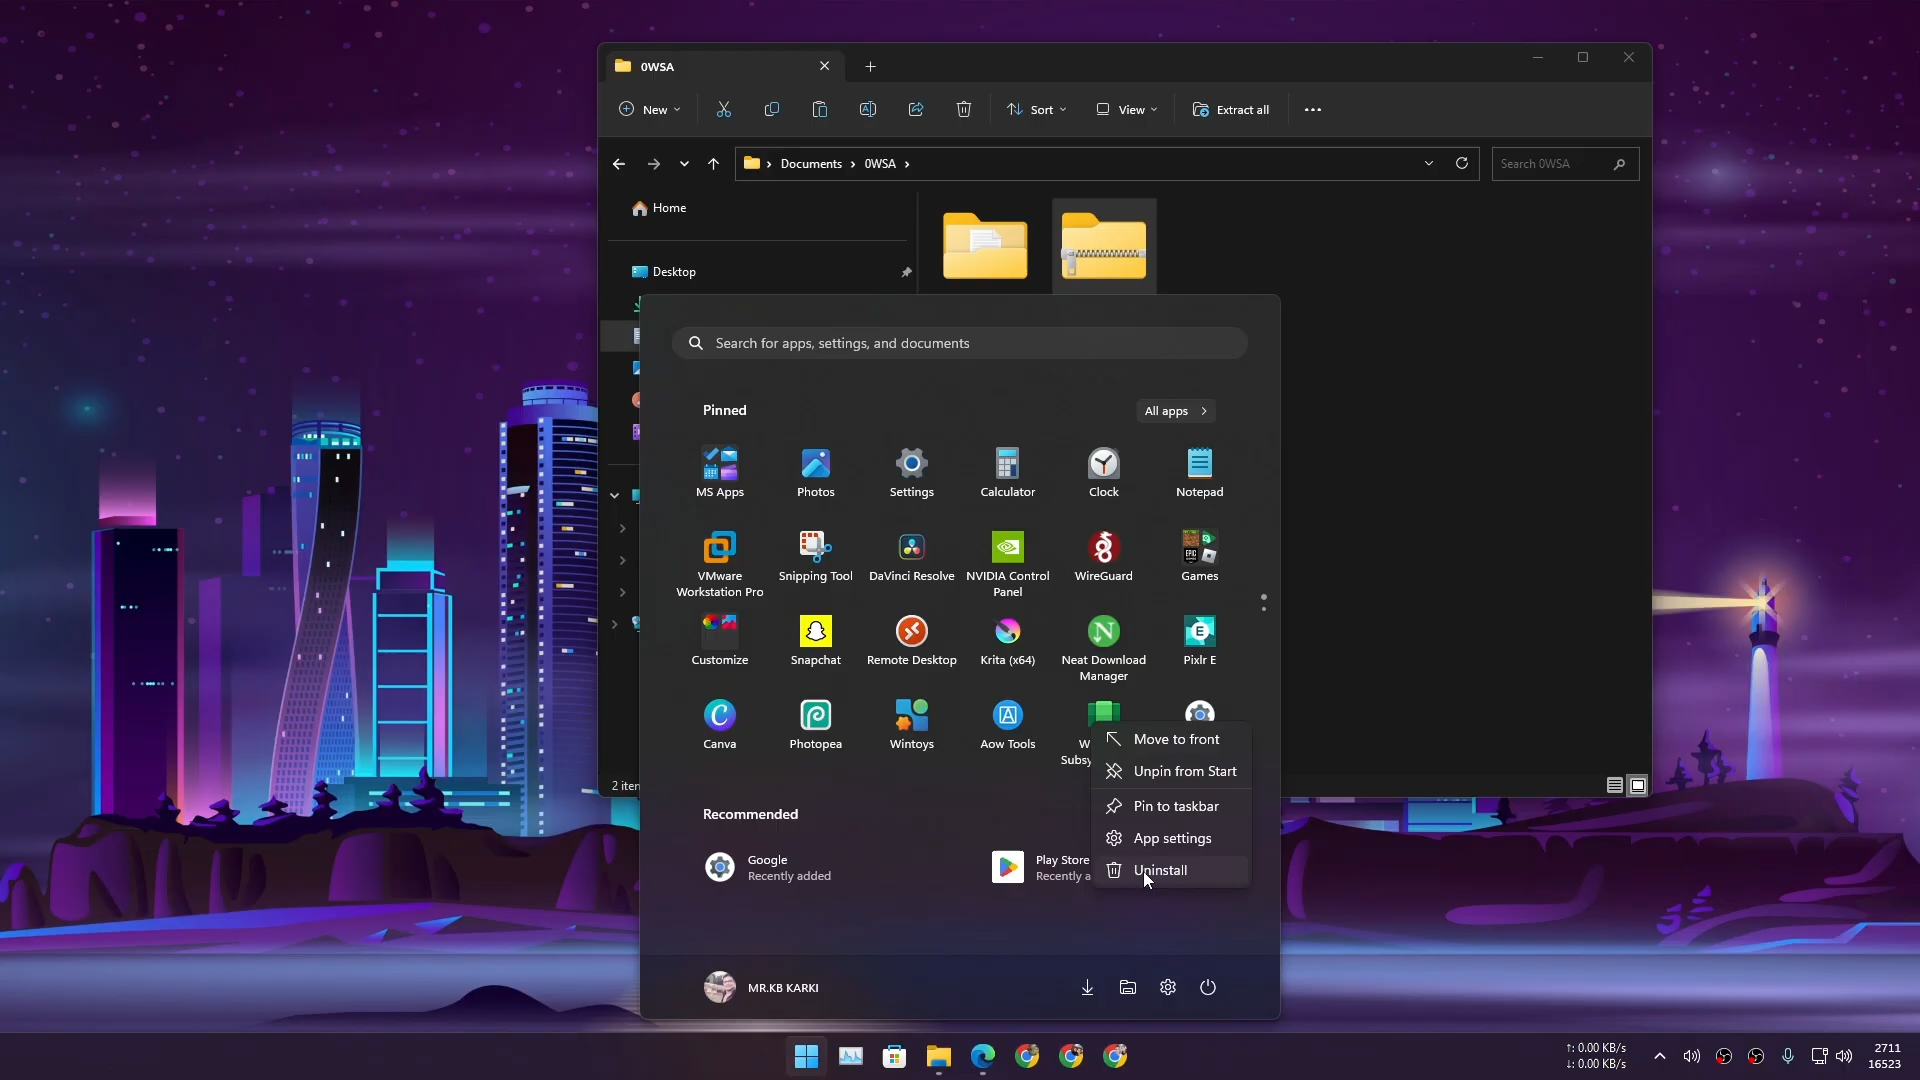 0WSA
New
Sort
View
Extract all
Documents
0WSA
Search 0WSA
Home
Desktop
Search for apps, settings, and documents
Pinned
All apps
MS Apps
Photos
Settings
Calculator
Clock
Notepad
VMware
Workstation Pro
Snipping Tool
DaVinci Resolve
NVIDIA Control
Panel
WireGuard
Games
Customize
Snapchat
Remote Desktop
Krita (x64)
Neat Download
Manager
Pixlr E
Canva
Photopea
Wintoys
Aow Tools
Move to front
Unpin from Start
Pin to taskbar
App settings
Uninstall
Recommended
Google
Recently added
Play Store
Recently a
MR.KB KARKI
↑: 0.00 KB/s
↓: 0.00 KB/s
2711
16523